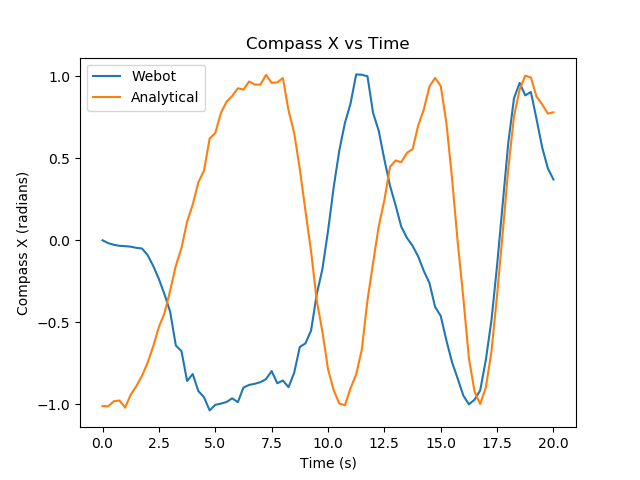 Compass X vs Time
Webot
Analytical
Compass X (radians)
1.0
0.5
0.0
−0.5
−1.0
0.0 2.5 5.0 7.5 10.0 12.5 15.0 17.5 20.0
Time (s)